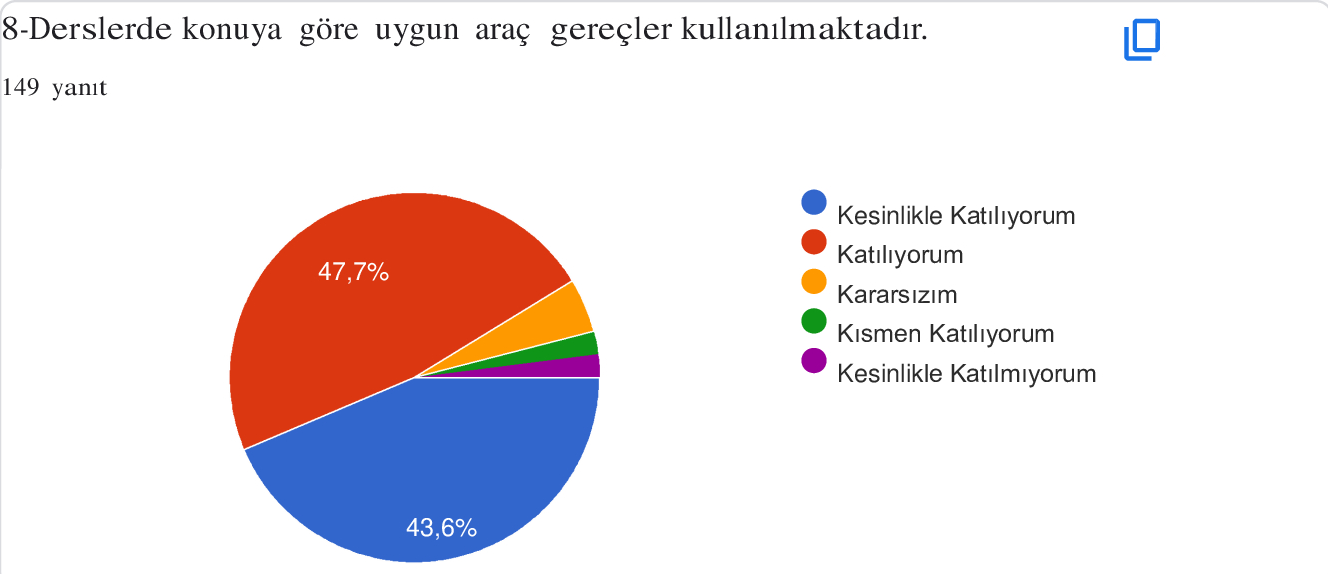 8-Derslerde konuya göre uygun araç gereçler kullanılmaktadır.
149 yanıt
47,7%
43,6%
Kesinlikle Katılıyorum
Katılıyorum
Kararsızım
Kısmen Katılıyorum
Kesinlikle Katılmıyorum